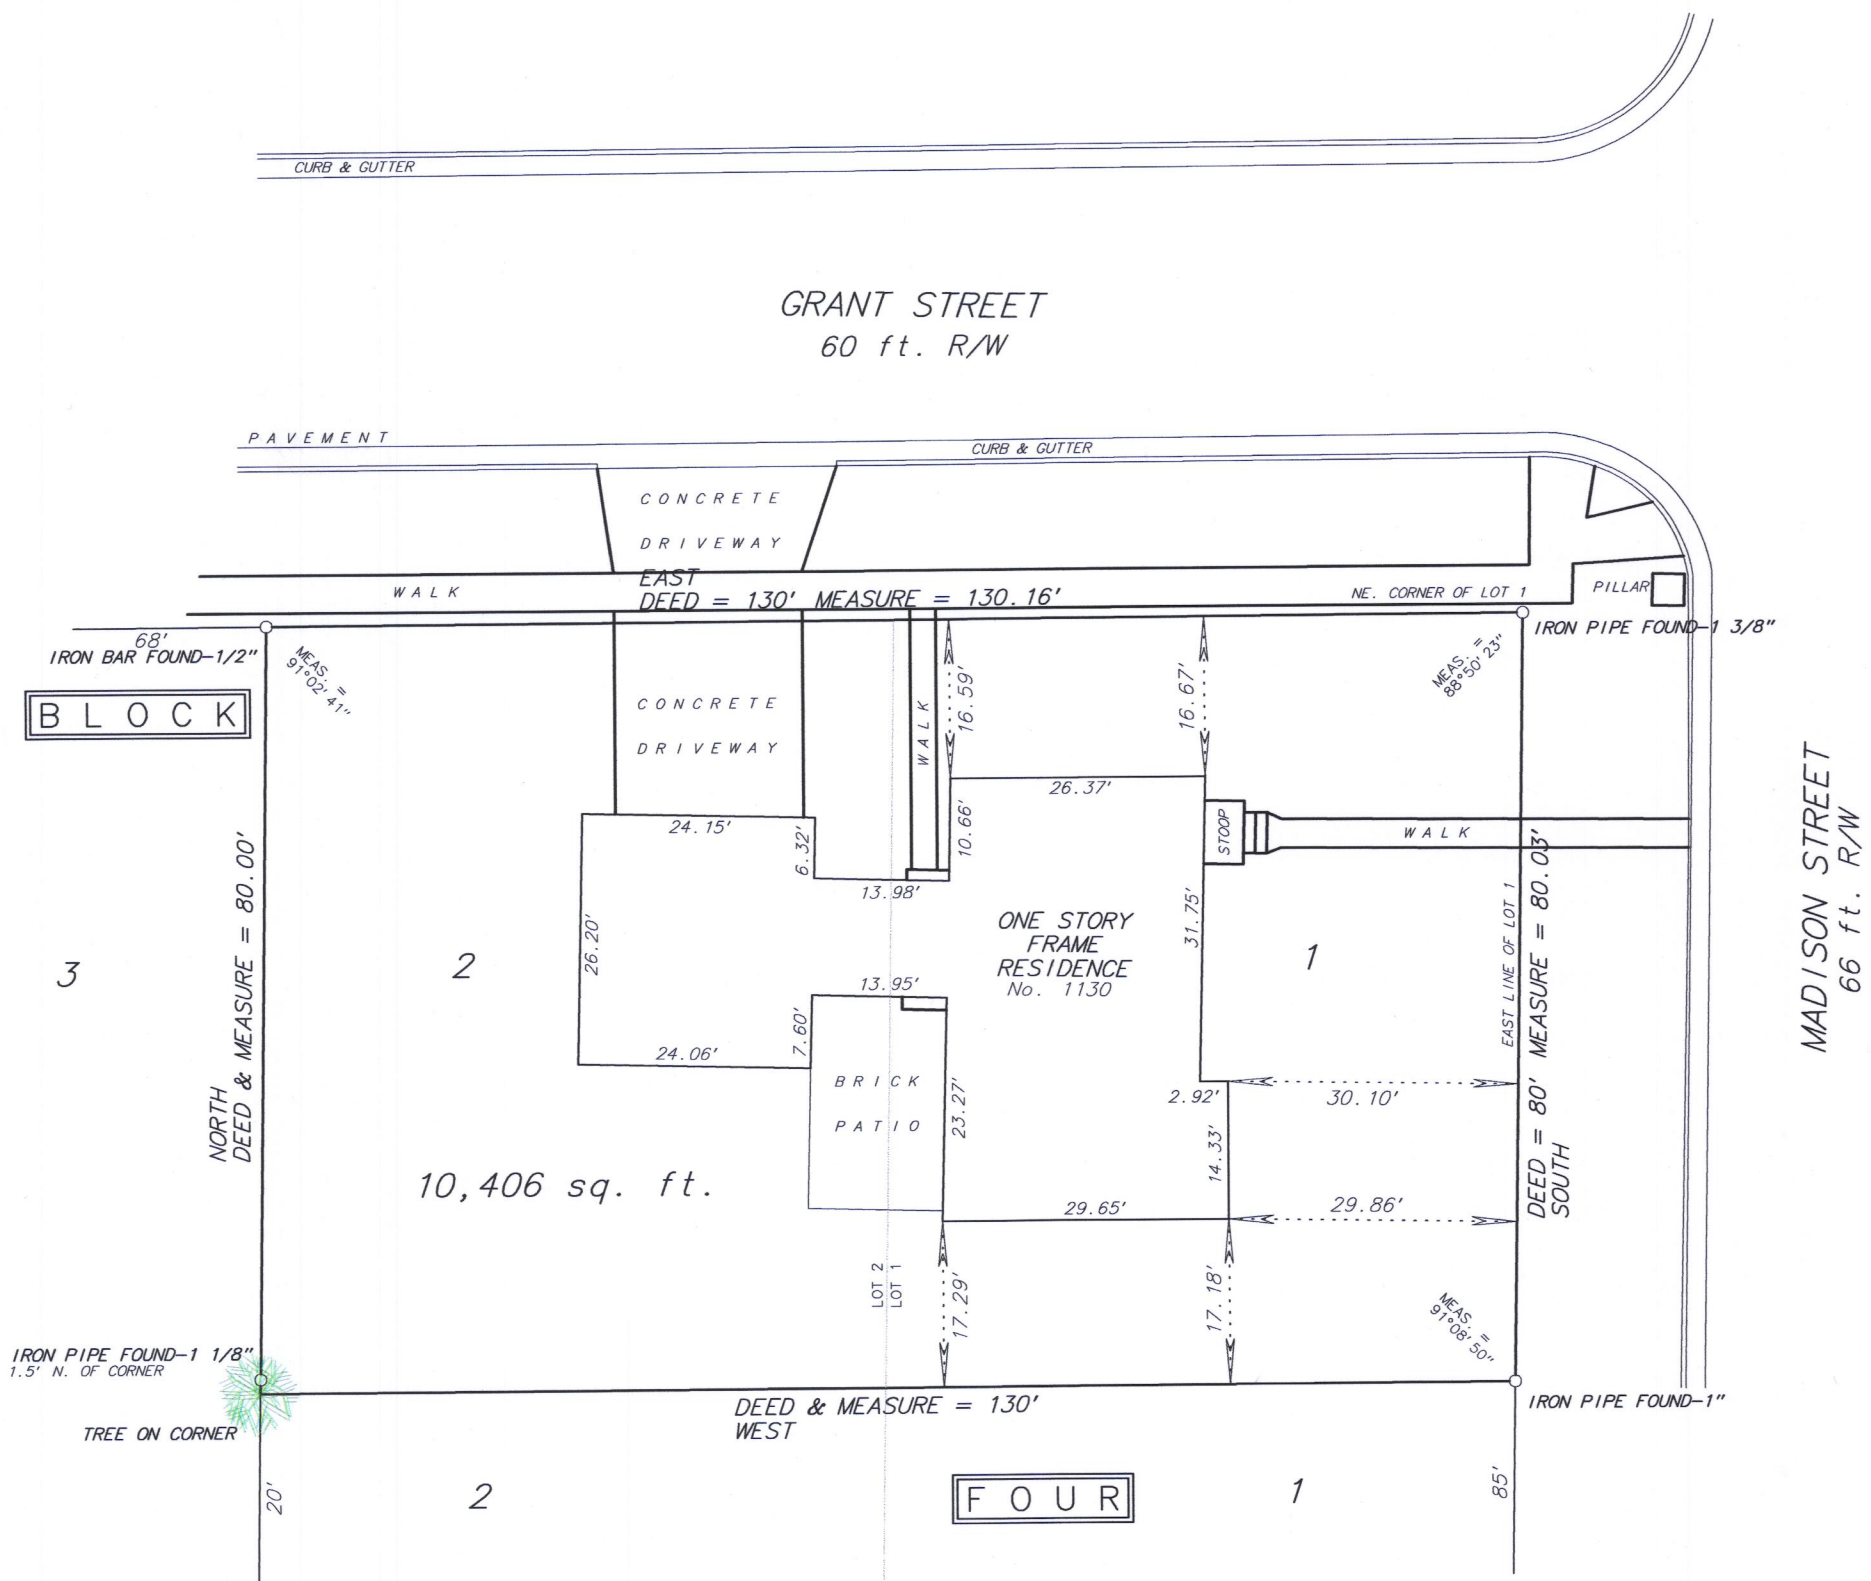 CURB & GUTTER
GRANT STREET
60 ft. R/W
PAVEMENT
CURB & GUTTER
CONCRETE
DRIVEWAY
WALK
EAST
DEED = 130' MEASURE = 130.16'
NE. CORNER OF LOT 1
PILLAR
68'
IRON BAR FOUND-1/2"
IRON PIPE FOUND-1 3/8"
MEAS. =
91°02'41"
MEAS. =
88°50'23"
BLOCK
CONCRETE
DRIVEWAY
WALK
16.59'
16.67'
26.37'
24.15'
6.32'
10.66'
STOOP
WALK
13.98'
26.20'
31.75'
ONE STORY
FRAME
RESIDENCE
No. 1130
3
2
1
13.95'
7.60'
24.06'
BRICK
PATIO
23.27'
2.92'
30.10'
14.33'
29.65'
29.86'
NORTH
DEED & MEASURE = 80.00'
EAST LINE OF LOT 1
DEED = 80' MEASURE = 80.03'
SOUTH
MADISON STREET
66 ft. R/W
10,406 sq. ft.
LOT 2
LOT 1
17.29'
17.18'
MEAS. =
91°08'50"
IRON PIPE FOUND-1 1/8"
1.5' N. OF CORNER
TREE ON CORNER
DEED & MEASURE = 130'
WEST
IRON PIPE FOUND-1"
20'
2
FOUR
1
85'